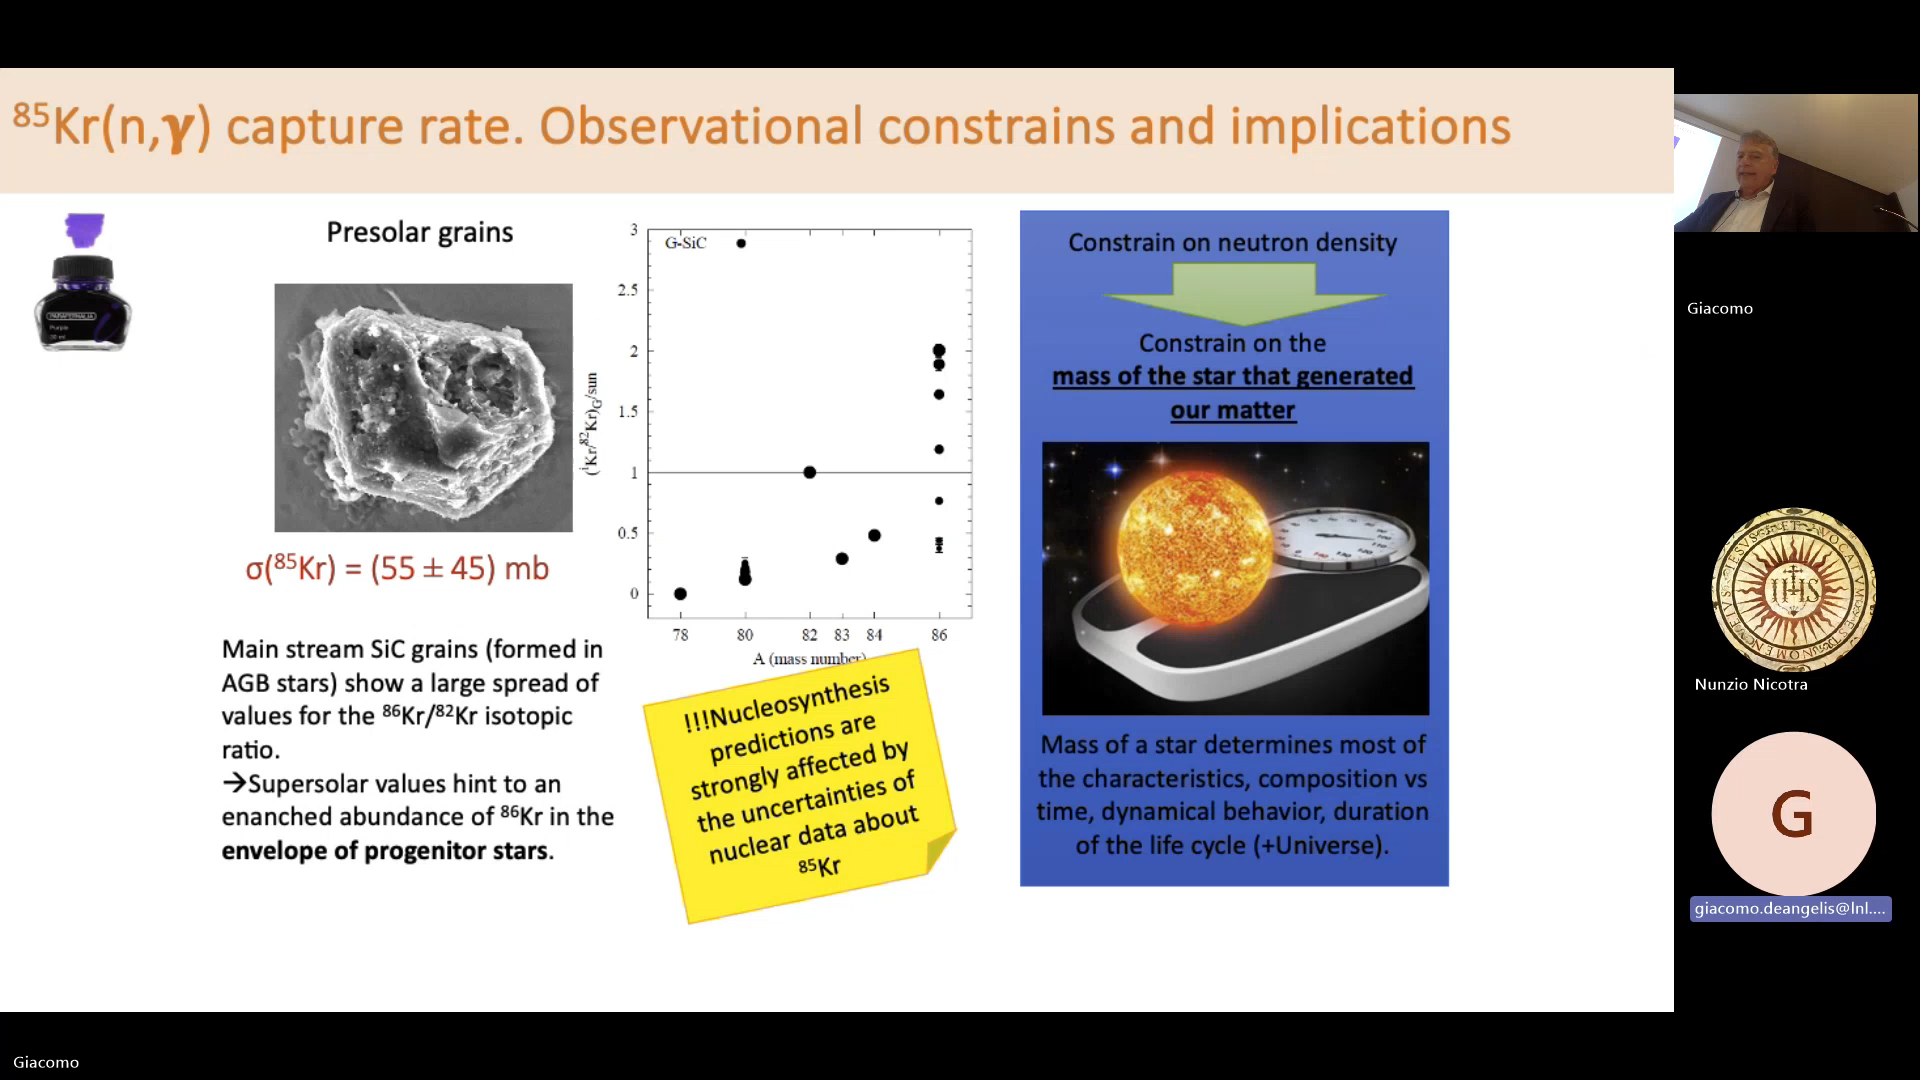 ⁸⁵Kr(n,γ) capture rate. Observational constrains and implications
PARAFERNALIA
Purple
Presolar grains
σ(⁸⁵Kr) = (55 ± 45) mb
Main stream SiC grains (formed in
AGB stars) show a large spread of
values for the ⁸⁶Kr/⁸²Kr isotopic
ratio.
→Supersolar values hint to an
enanched abundance of ⁸⁶Kr in the
envelope of progenitor stars.
G-SiC
3
2.5
2
1.5
1
0.5
0
(ⁱKr/⁸²Kr)G/sun
78 80 82 83 84 86
A (mass number)
!!!Nucleosynthesis
predictions are
strongly affected by
the uncertainties of
nuclear data about
⁸⁵Kr
Constrain on neutron density
Constrain on the
mass of the star that generated
our matter
Mass of a star determines most of
the characteristics, composition vs
time, dynamical behavior, duration
of the life cycle (+Universe).
Giacomo
IHS
Nunzio Nicotra
G
giacomo.deangelis@lnl....
Giacomo